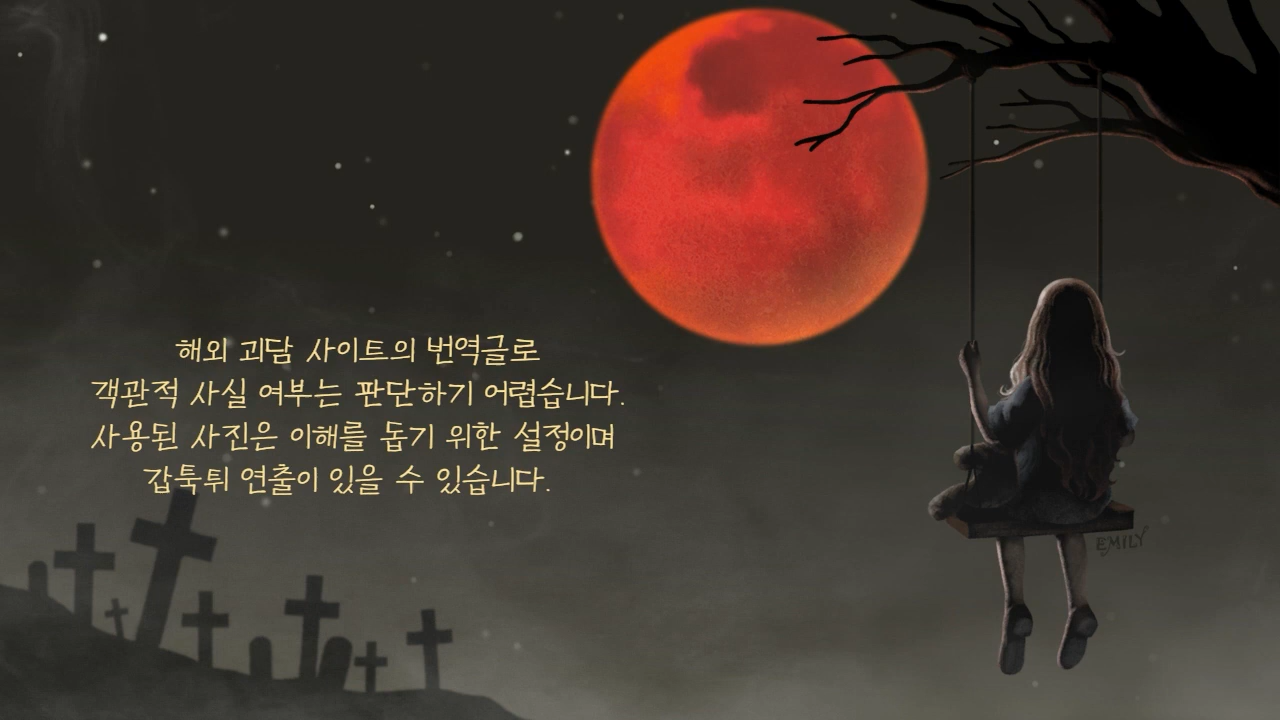 해외 괴담 사이트의 번역글로
객관적 사실 여부는 판단하기 어렵습니다.
사용된 사진은 이해를 돕기 위한 설정이며
갑툭튀 연출이 있을 수 있습니다.
EMILY